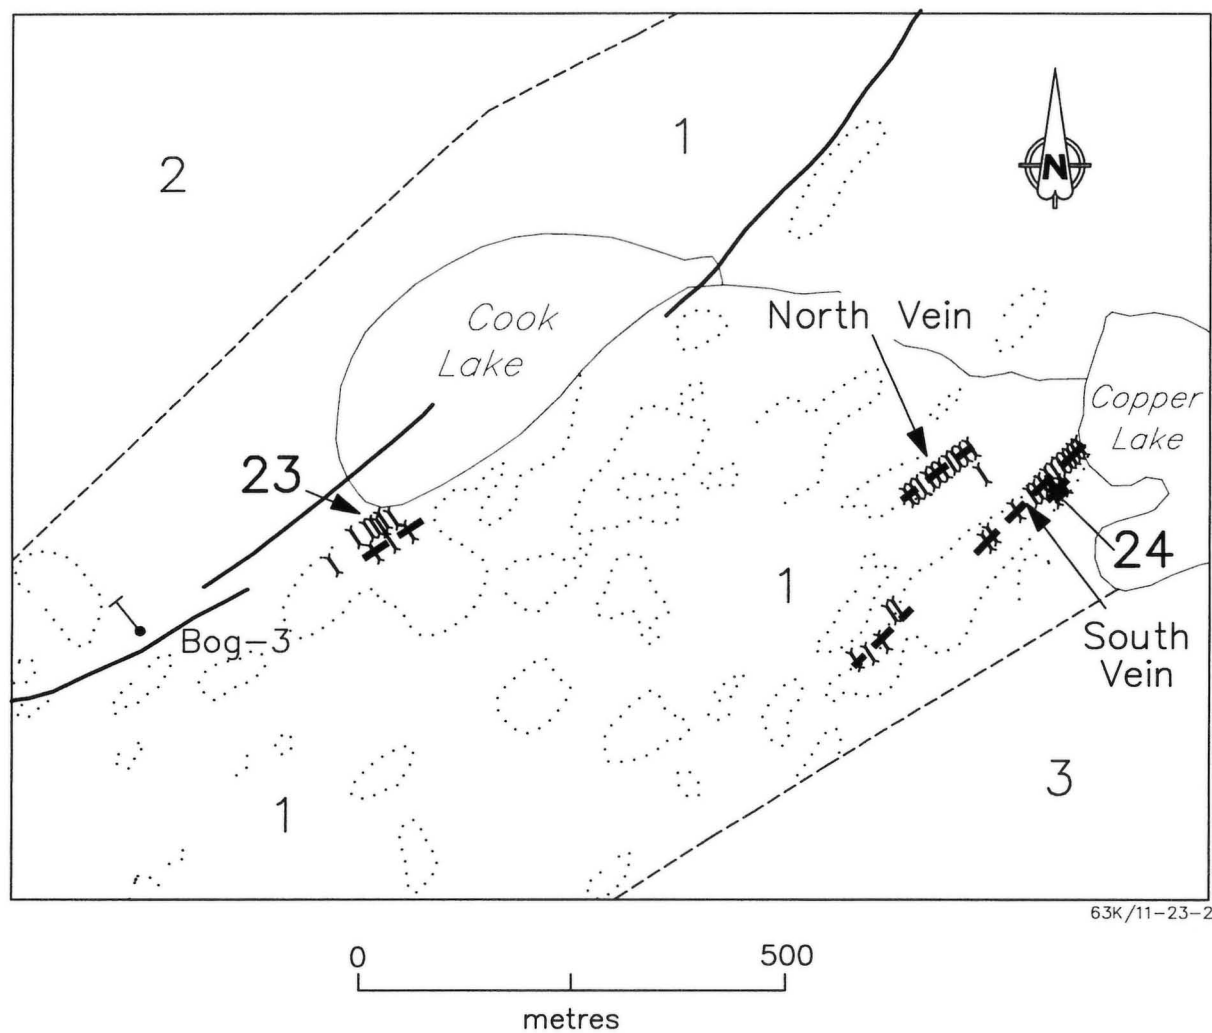 1
2
N
Cook
Lake
North Vein
Copper
Lake
23
24
1
Bog-3
South
Vein
3
1
63K/11-23-2
0 500
metres